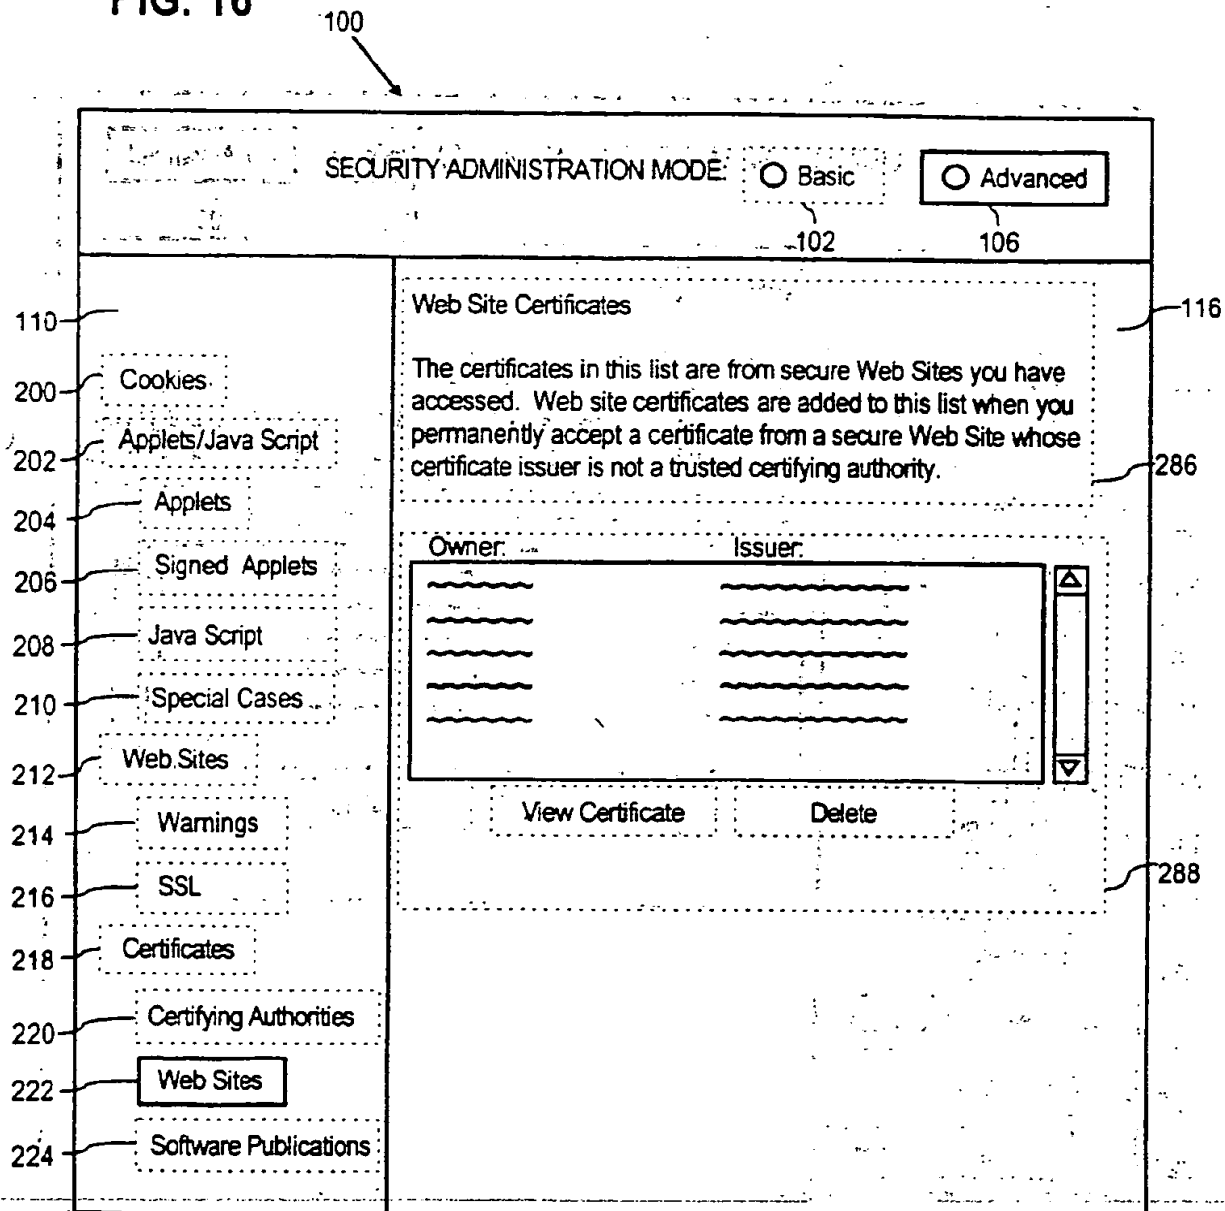 FIG. 16
100
SECURITY ADMINISTRATION MODE:
Basic
Advanced
102
106
110
116
Web Site Certificates
The certificates in this list are from secure Web Sites you have
accessed. Web site certificates are added to this list when you
permanently accept a certificate from a secure Web Site whose
certificate issuer is not a trusted certifying authority.
286
200
Cookies
202
Applets/Java Script
204
Applets
206
Signed Applets
208
Java Script
210
Special Cases
212
Web Sites
214
Warnings
216
SSL
218
Certificates
220
Certifying Authorities
222
Web Sites
224
Software Publications
Owner:
Issuer:
View Certificate
Delete
288